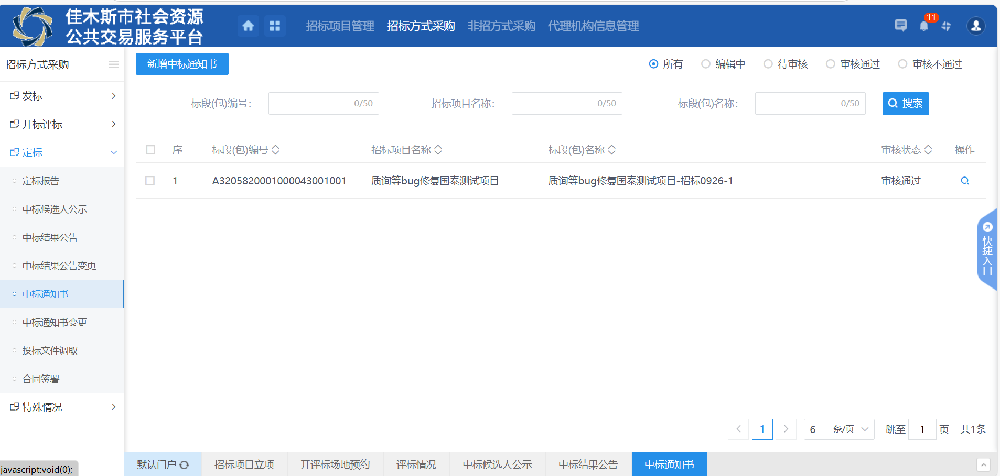 佳木斯市社会资源
公共交易服务平台
招标项目管理 招标方式采购 非招方式采购 代理机构信息管理
11
招标方式采购
新增中标通知书
所有 编辑中 待审核 审核通过 审核不通过
发标
标段(包)编号: 0/50 招标项目名称: 0/50 标段(包)名称: 0/50 搜索
开标评标
定标
序 标段(包)编号 招标项目名称 标段(包)名称 审核状态 操作
1 A3205820001000043001001 质询等bug修复国泰测试项目 质询等bug修复国泰测试项目-招标0926-1 审核通过
定标报告
中标候选人公示
中标结果公告
中标结果公告变更
中标通知书
中标通知书变更
投标文件调取
合同签署
特殊情况
快捷入口
1 6 条/页 跳至 1 页 共1条
默认门户 招标项目立项 开评标场地预约 评标情况 中标候选人公示 中标结果公告 中标通知书
javascript:void(0);